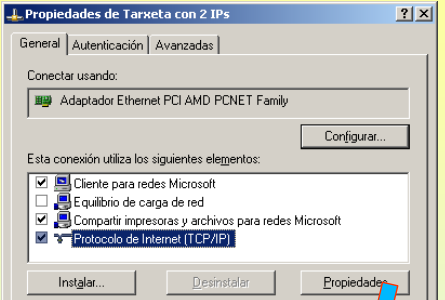 Propiedades de Tarxeta con 2 IPs
General Autenticación Avanzadas
Conectar usando:
Adaptador Ethernet PCI AMD PCNET Family
Configurar...
Esta conexión utiliza los siguientes elementos:
Cliente para redes Microsoft
Equilibrio de carga de red
Compartir impresoras y archivos para redes Microsoft
Protocolo de Internet (TCP/IP)
Instalar... Desinstalar Propiedades